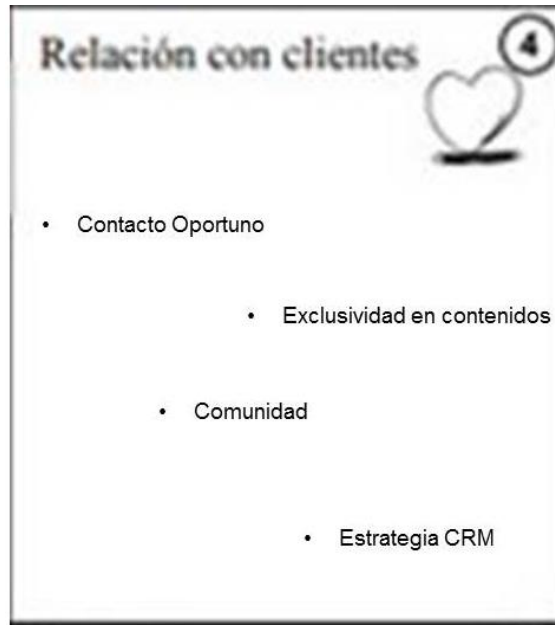 Relación con clientes
4
• Contacto Oportuno
• Exclusividad en contenidos
• Comunidad
• Estrategia CRM